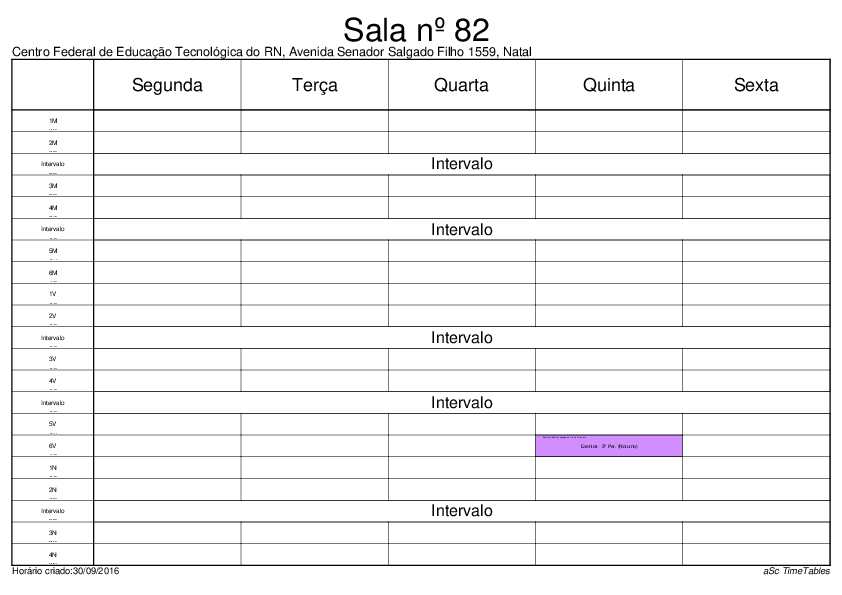 Sala nº 82
Centro Federal de Educação Tecnológica do RN, Avenida Senador Salgado Filho 1559, Natal
Segunda Terça Quarta Quinta Sexta
1M
2M
Intervalo Intervalo
3M
4M
Intervalo Intervalo
5M
6M
1V
2V
Intervalo Intervalo
3V
4V
Intervalo Intervalo
5V
6V Eventos - 3º Per. (Noturno)
1N
2N
Intervalo Intervalo
3N
4N
Horário criado:30/09/2016 aSc TimeTables